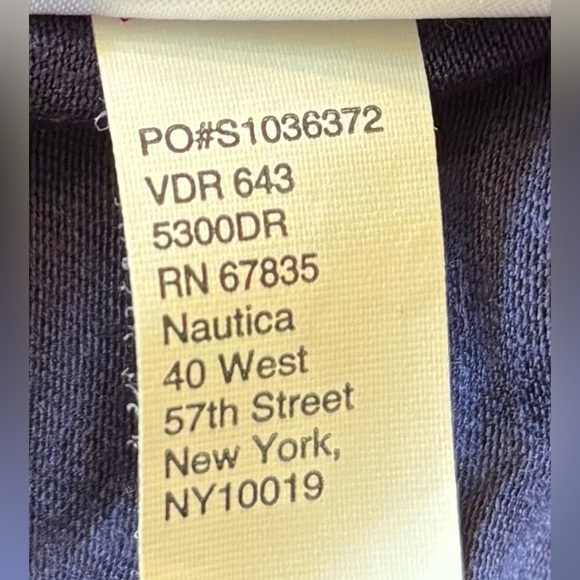 PO#S1036372
VDR 643
5300DR
RN 67835
Nautica
40 West
57th Street
New York,
NY10019